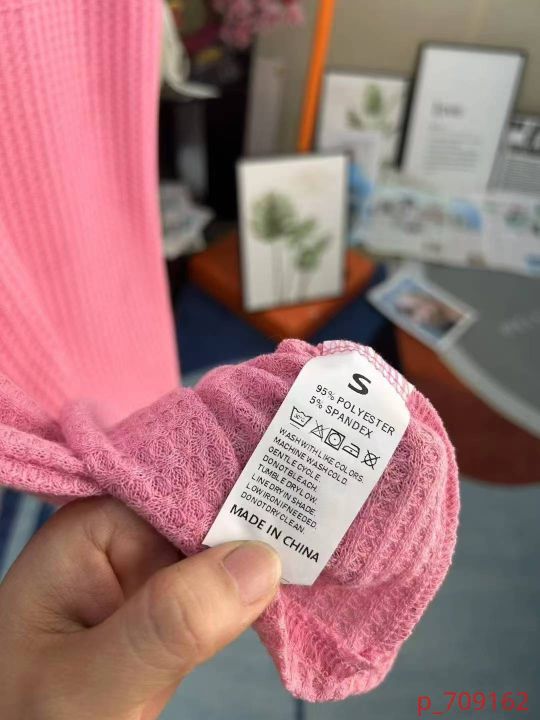 S
95% POLYESTER
5% SPANDEX
WASH WITH LIKE COLORS.
MACHINE WASH COLD.
GENTLE CYCLE.
DO NOT BLEACH.
TUMBLE DRY LOW.
LINE DRY IN SHADE.
LOW IRON IF NEEDED.
DO NOT DRY CLEAN.
MADE IN CHINA
p_709162